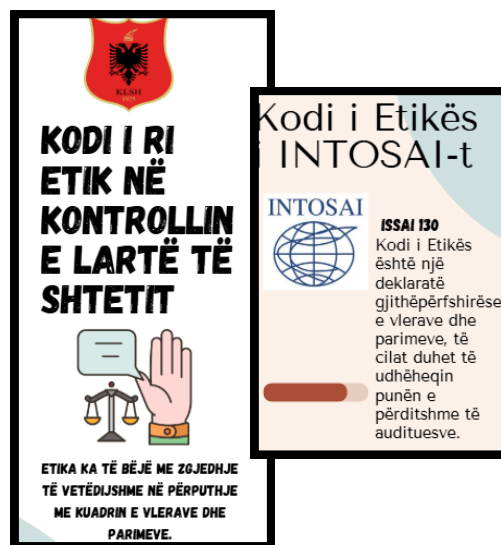 KLSH
1925
KODI I RI
ETIK NË
KONTROLLIN
E LARTË TË
SHTETIT
ETIKA KA TË BËJË ME ZGJEDHJE
TË VETËDIJSHME NË PËRPUTHJE
ME KUADRIN E VLERAVE DHE
PARIMEVE.
Kodi i Etikës
i INTOSAI-t
INTOSAI
ISSAI 130
Kodi i Etikës
është një
deklaratë
gjithëpërfshirëse
e vlerave dhe
parimeve, të
cilat duhet të
udhëheqin
punën e
përditshme të
audituesve.